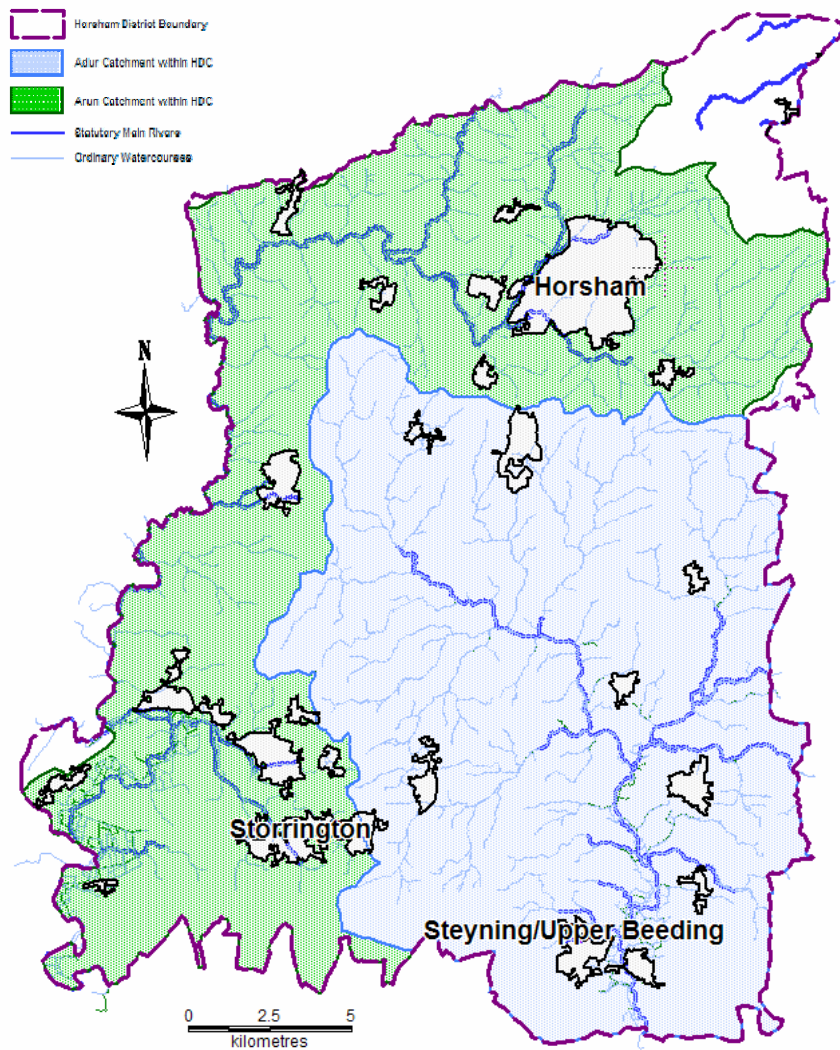 Horsham District Boundary
Adur Catchment within HDC
Arun Catchment within HDC
Statutory Main Rivers
Ordinary Watercourses
N
Horsham
Storrington
Steyning/Upper Beeding
0 2.5 5
kilometres